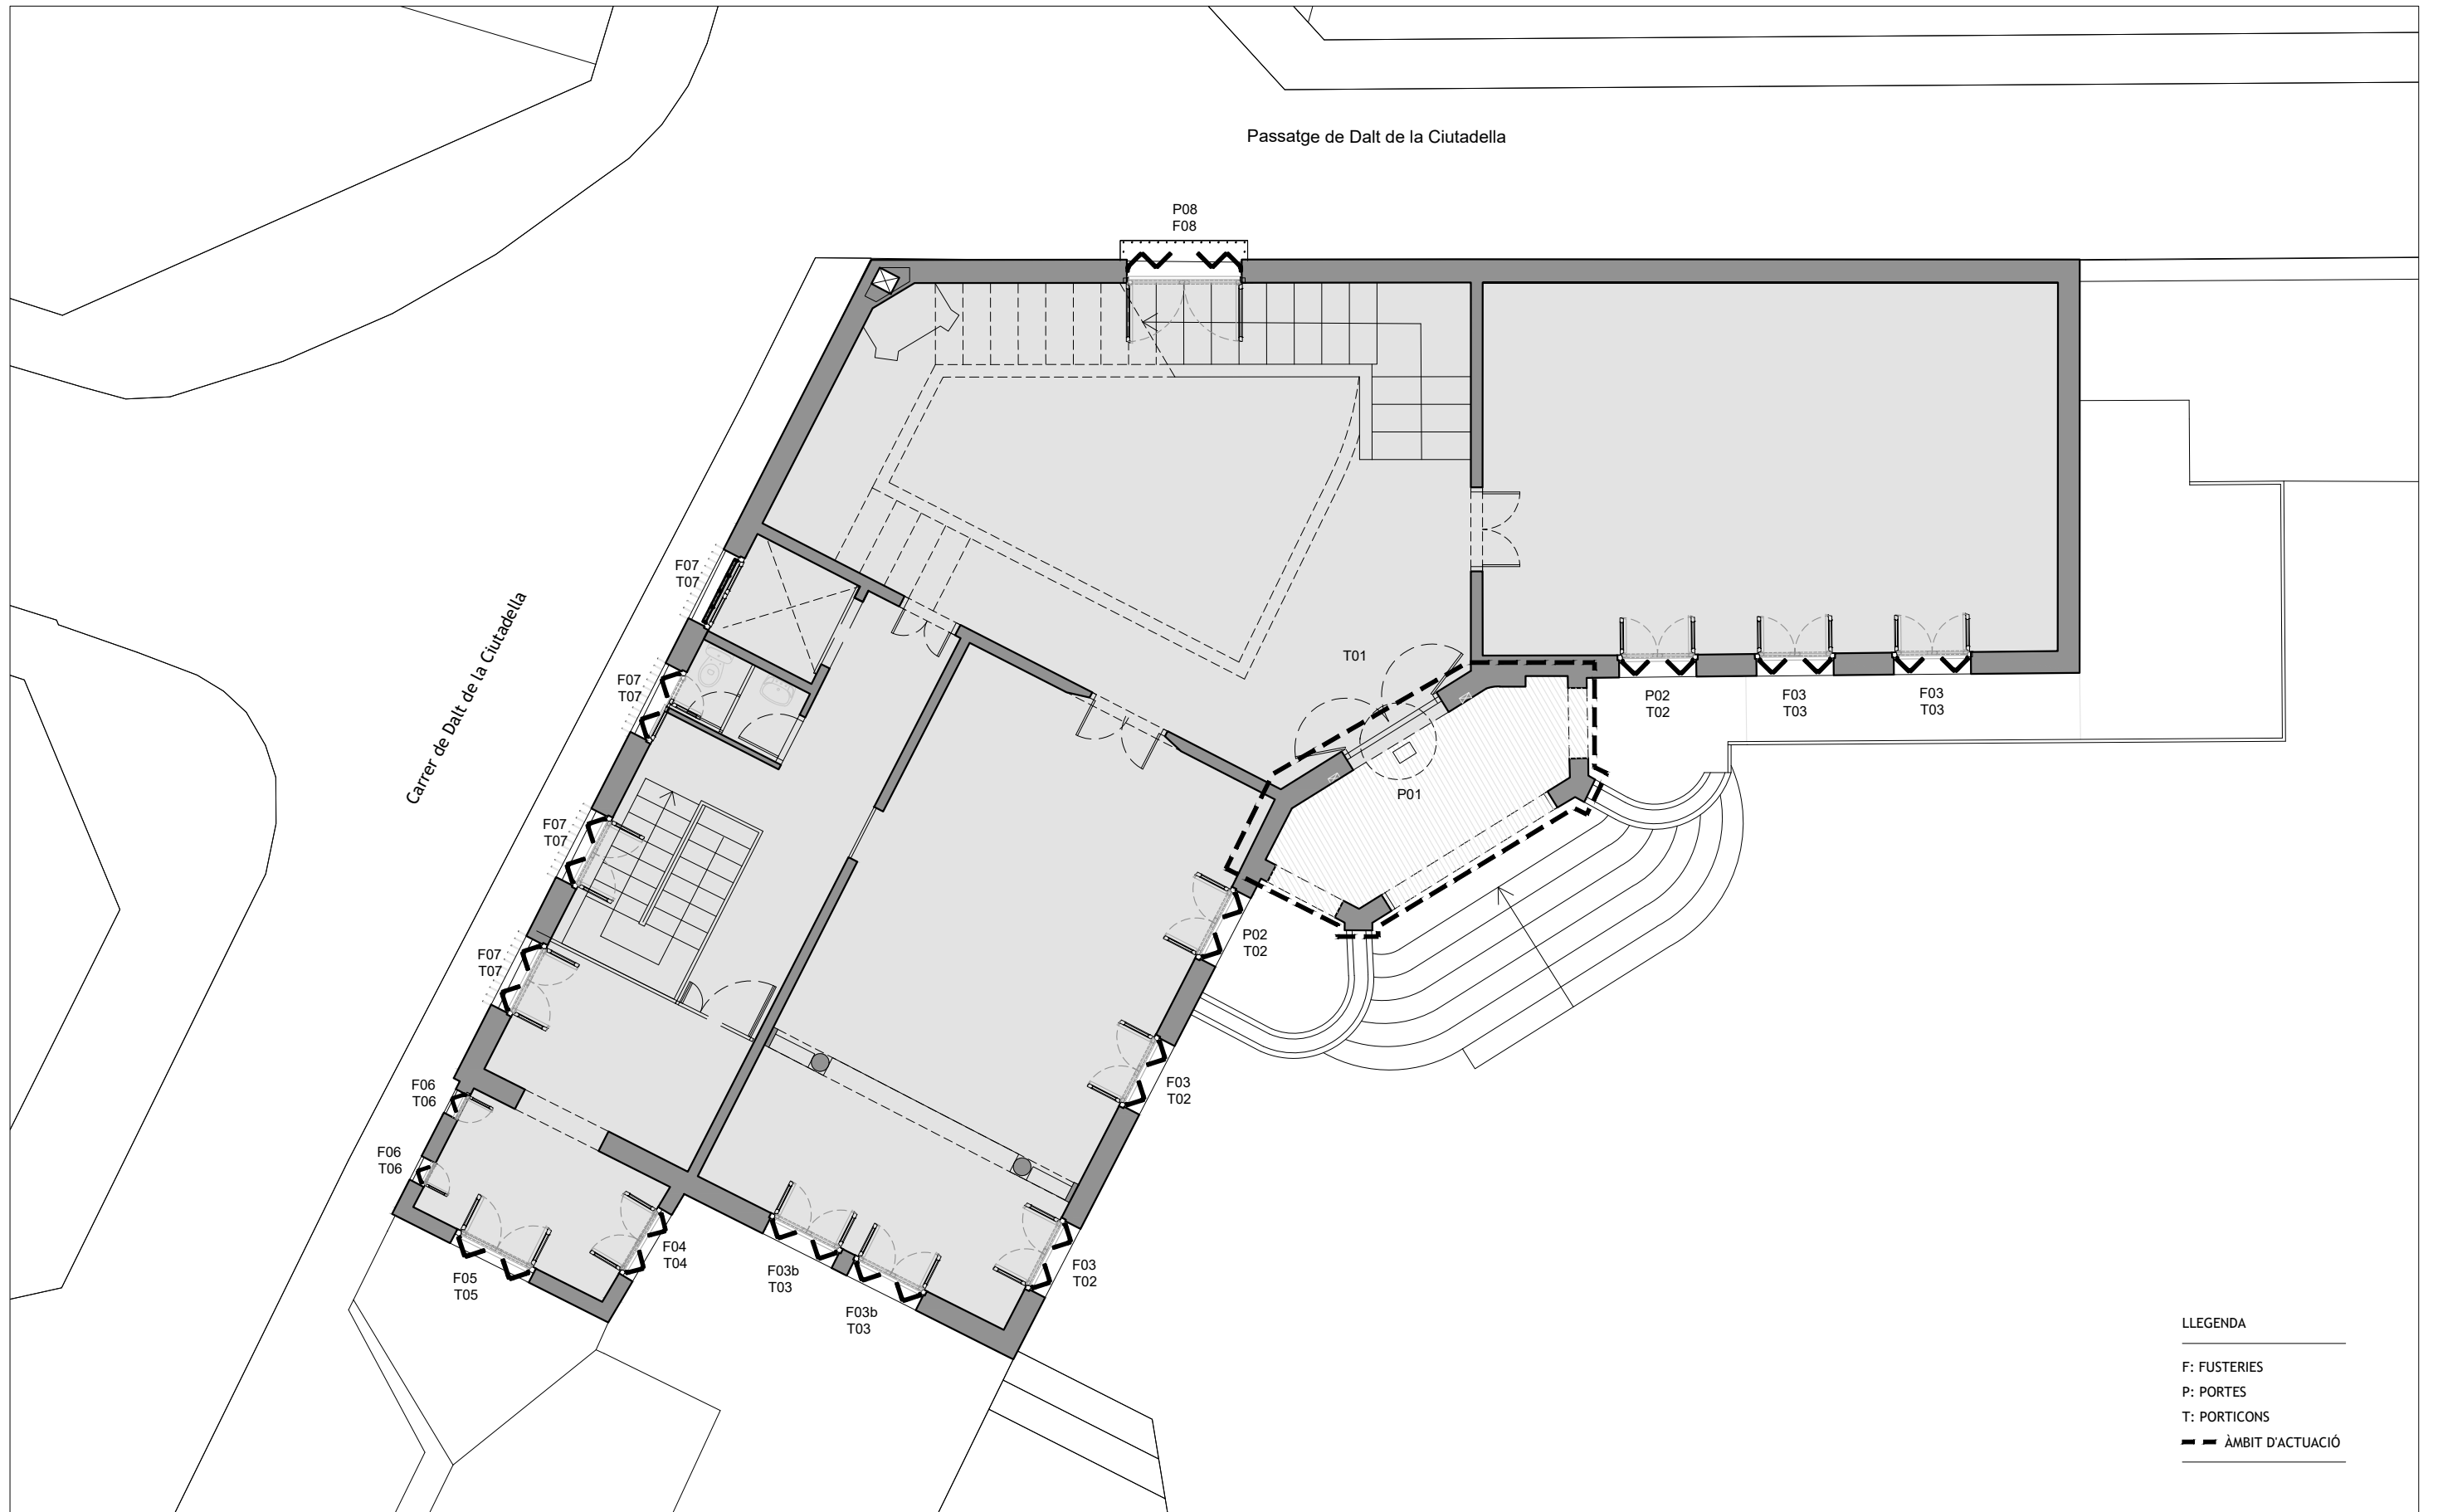 Passatge de Dalt de la Ciutadella
P08
F08
Carrer de Dalt de la Ciutadella
F07
T07
F07
T07
F07
T07
F07
T07
F06
T06
F06
T06
F05
T05
F04
T04
F03b
T03
F03b
T03
F03
T02
F03
T02
P02
T02
T01
P01
P02
T02
F03
T03
F03
T03
LLEGENDA
F: FUSTERIES
P: PORTES
T: PORTICONS
ÀMBIT D'ACTUACIÓ